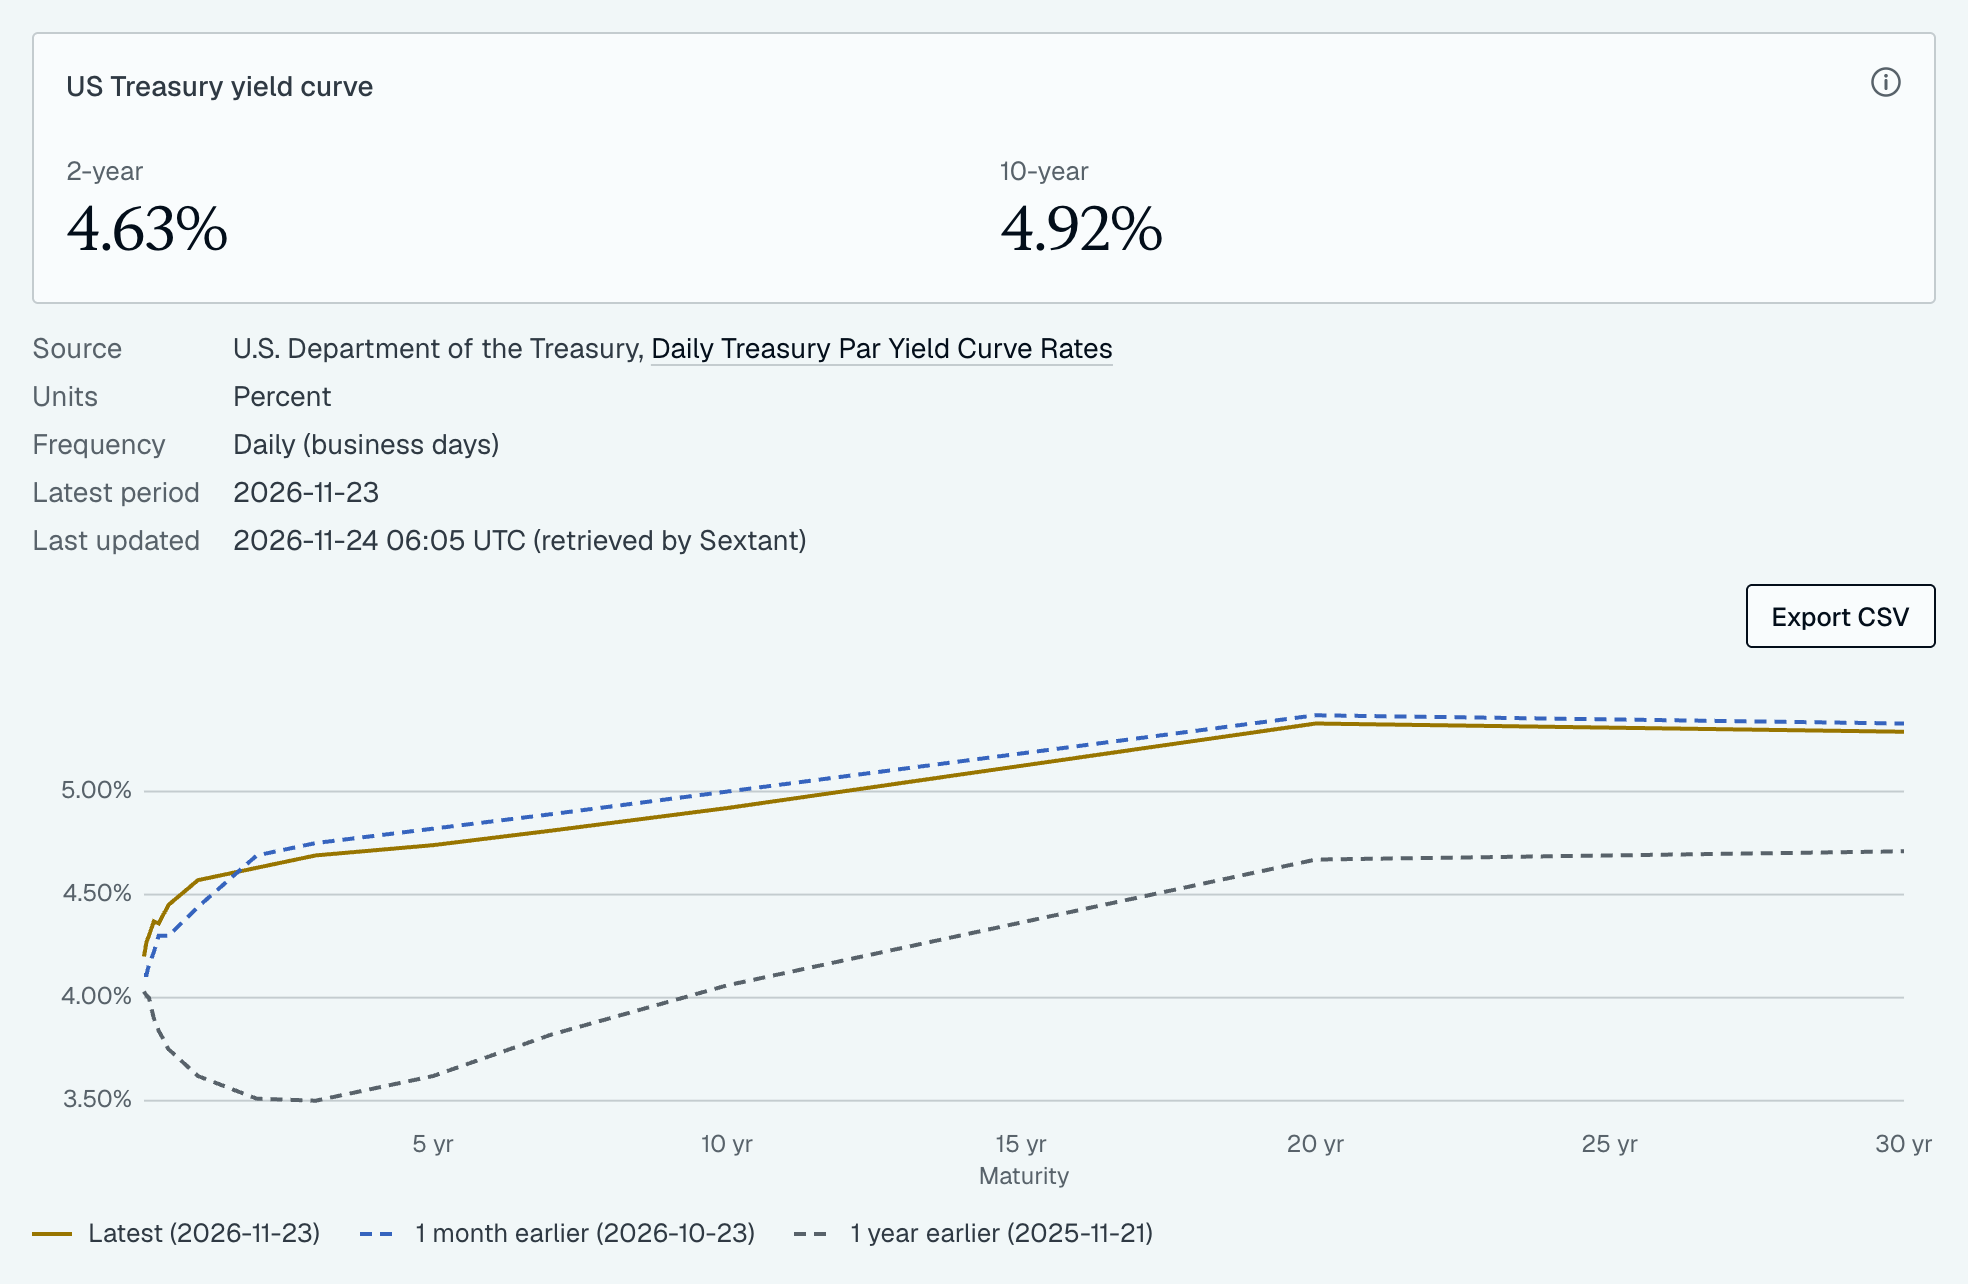 US Treasury yield curve
2-year
4.63%
10-year
4.92%
Source U.S. Department of the Treasury, Daily Treasury Par Yield Curve Rates
Units Percent
Frequency Daily (business days)
Latest period 2026-11-23
Last updated 2026-11-24 06:05 UTC (retrieved by Sextant)
Export CSV
5.00%
4.50%
4.00%
3.50%
5 yr 10 yr 15 yr 20 yr 25 yr 30 yr
Maturity
Latest (2026-11-23) 1 month earlier (2026-10-23) 1 year earlier (2025-11-21)